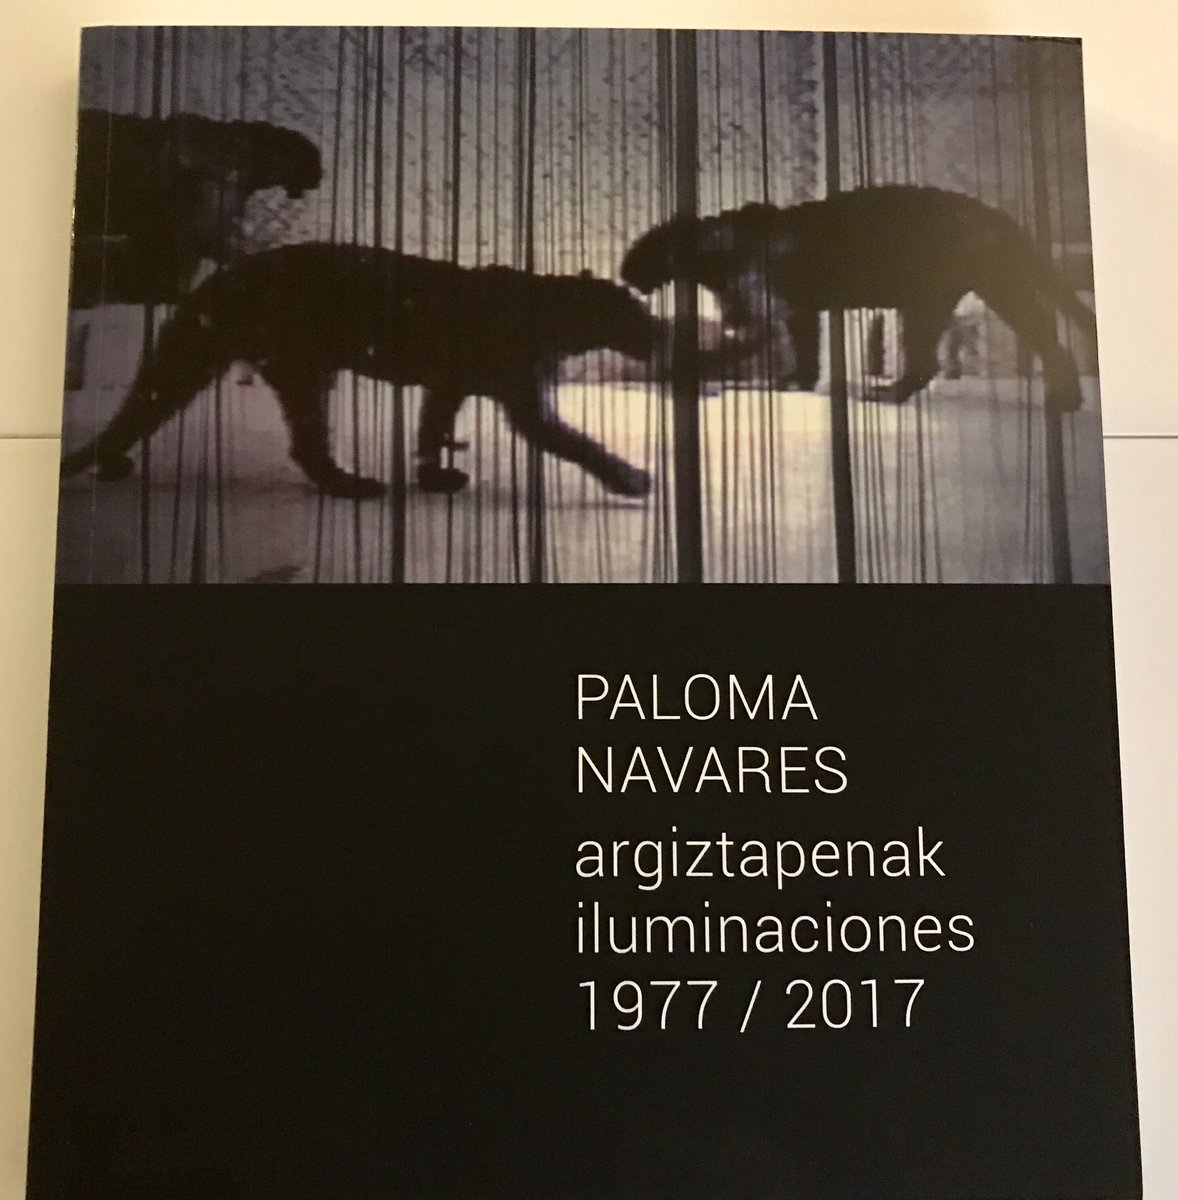 PALOMA
NAVARES
argiztapenak
iluminaciones
1977 / 2017